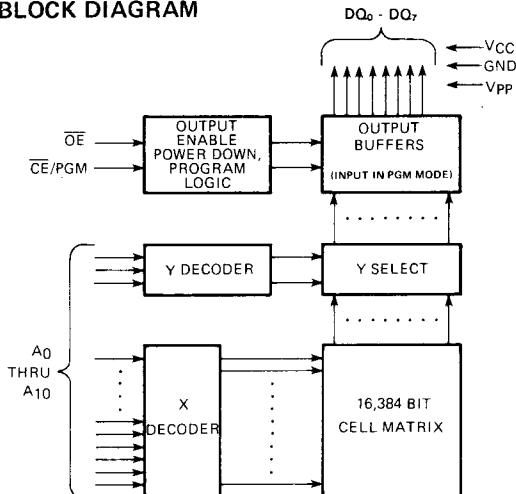 BLOCK DIAGRAM
DQ₀ - DQ₇
VCC
GND
VPP
OE
CE/PGM
OUTPUT
ENABLE
POWER DOWN,
PROGRAM
LOGIC
OUTPUT
BUFFERS
(INPUT IN PGM MODE)
Y DECODER
Y SELECT
A₀
THRU
A₁₀
X
DECODER
16,384 BIT
CELL MATRIX